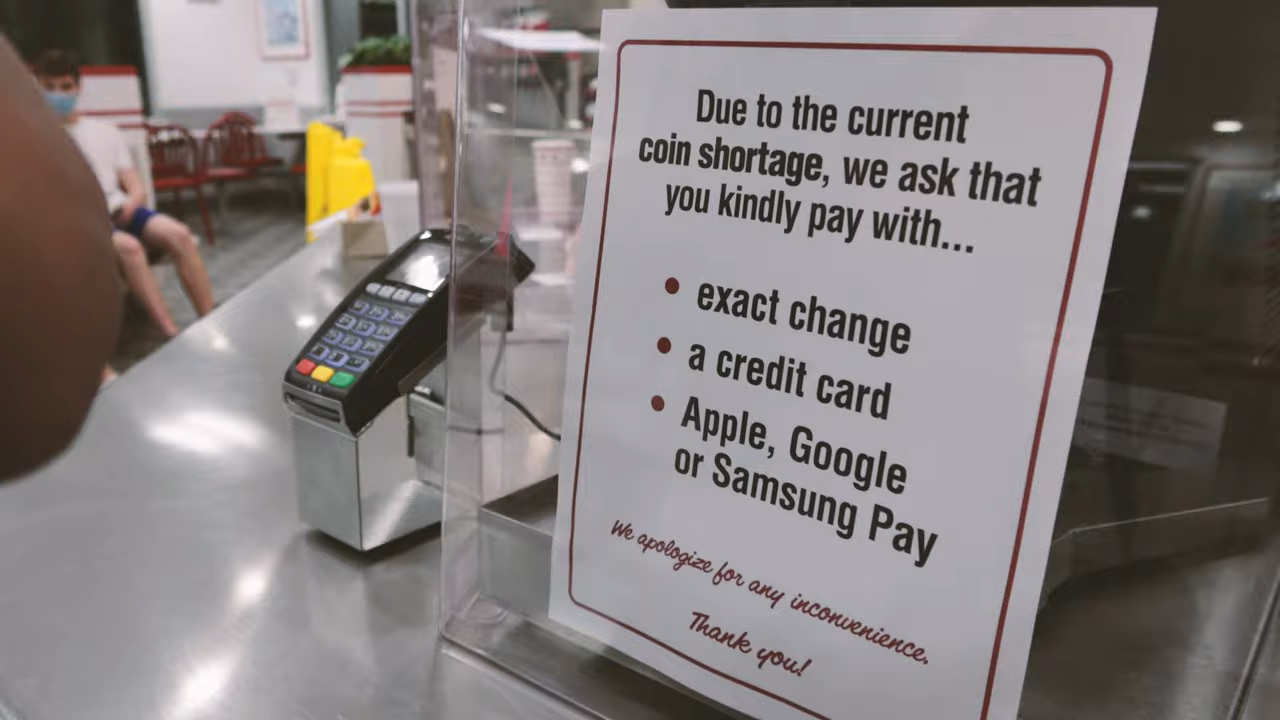 Due to the current
coin shortage, we ask that
you kindly pay with...
• exact change
• a credit card
• Apple, Google
or Samsung Pay
We apologize for any inconvenience.
Thank you!